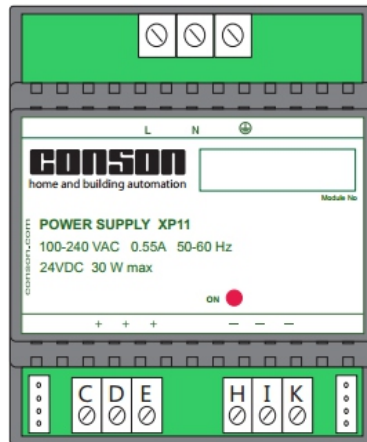 L N
conson
home and building automation
Module No
POWER SUPPLY XP11
100-240 VAC 0.55A 50-60 Hz
24VDC 30 W max
conson.com
ON
+ + + — — —
C D E H I K